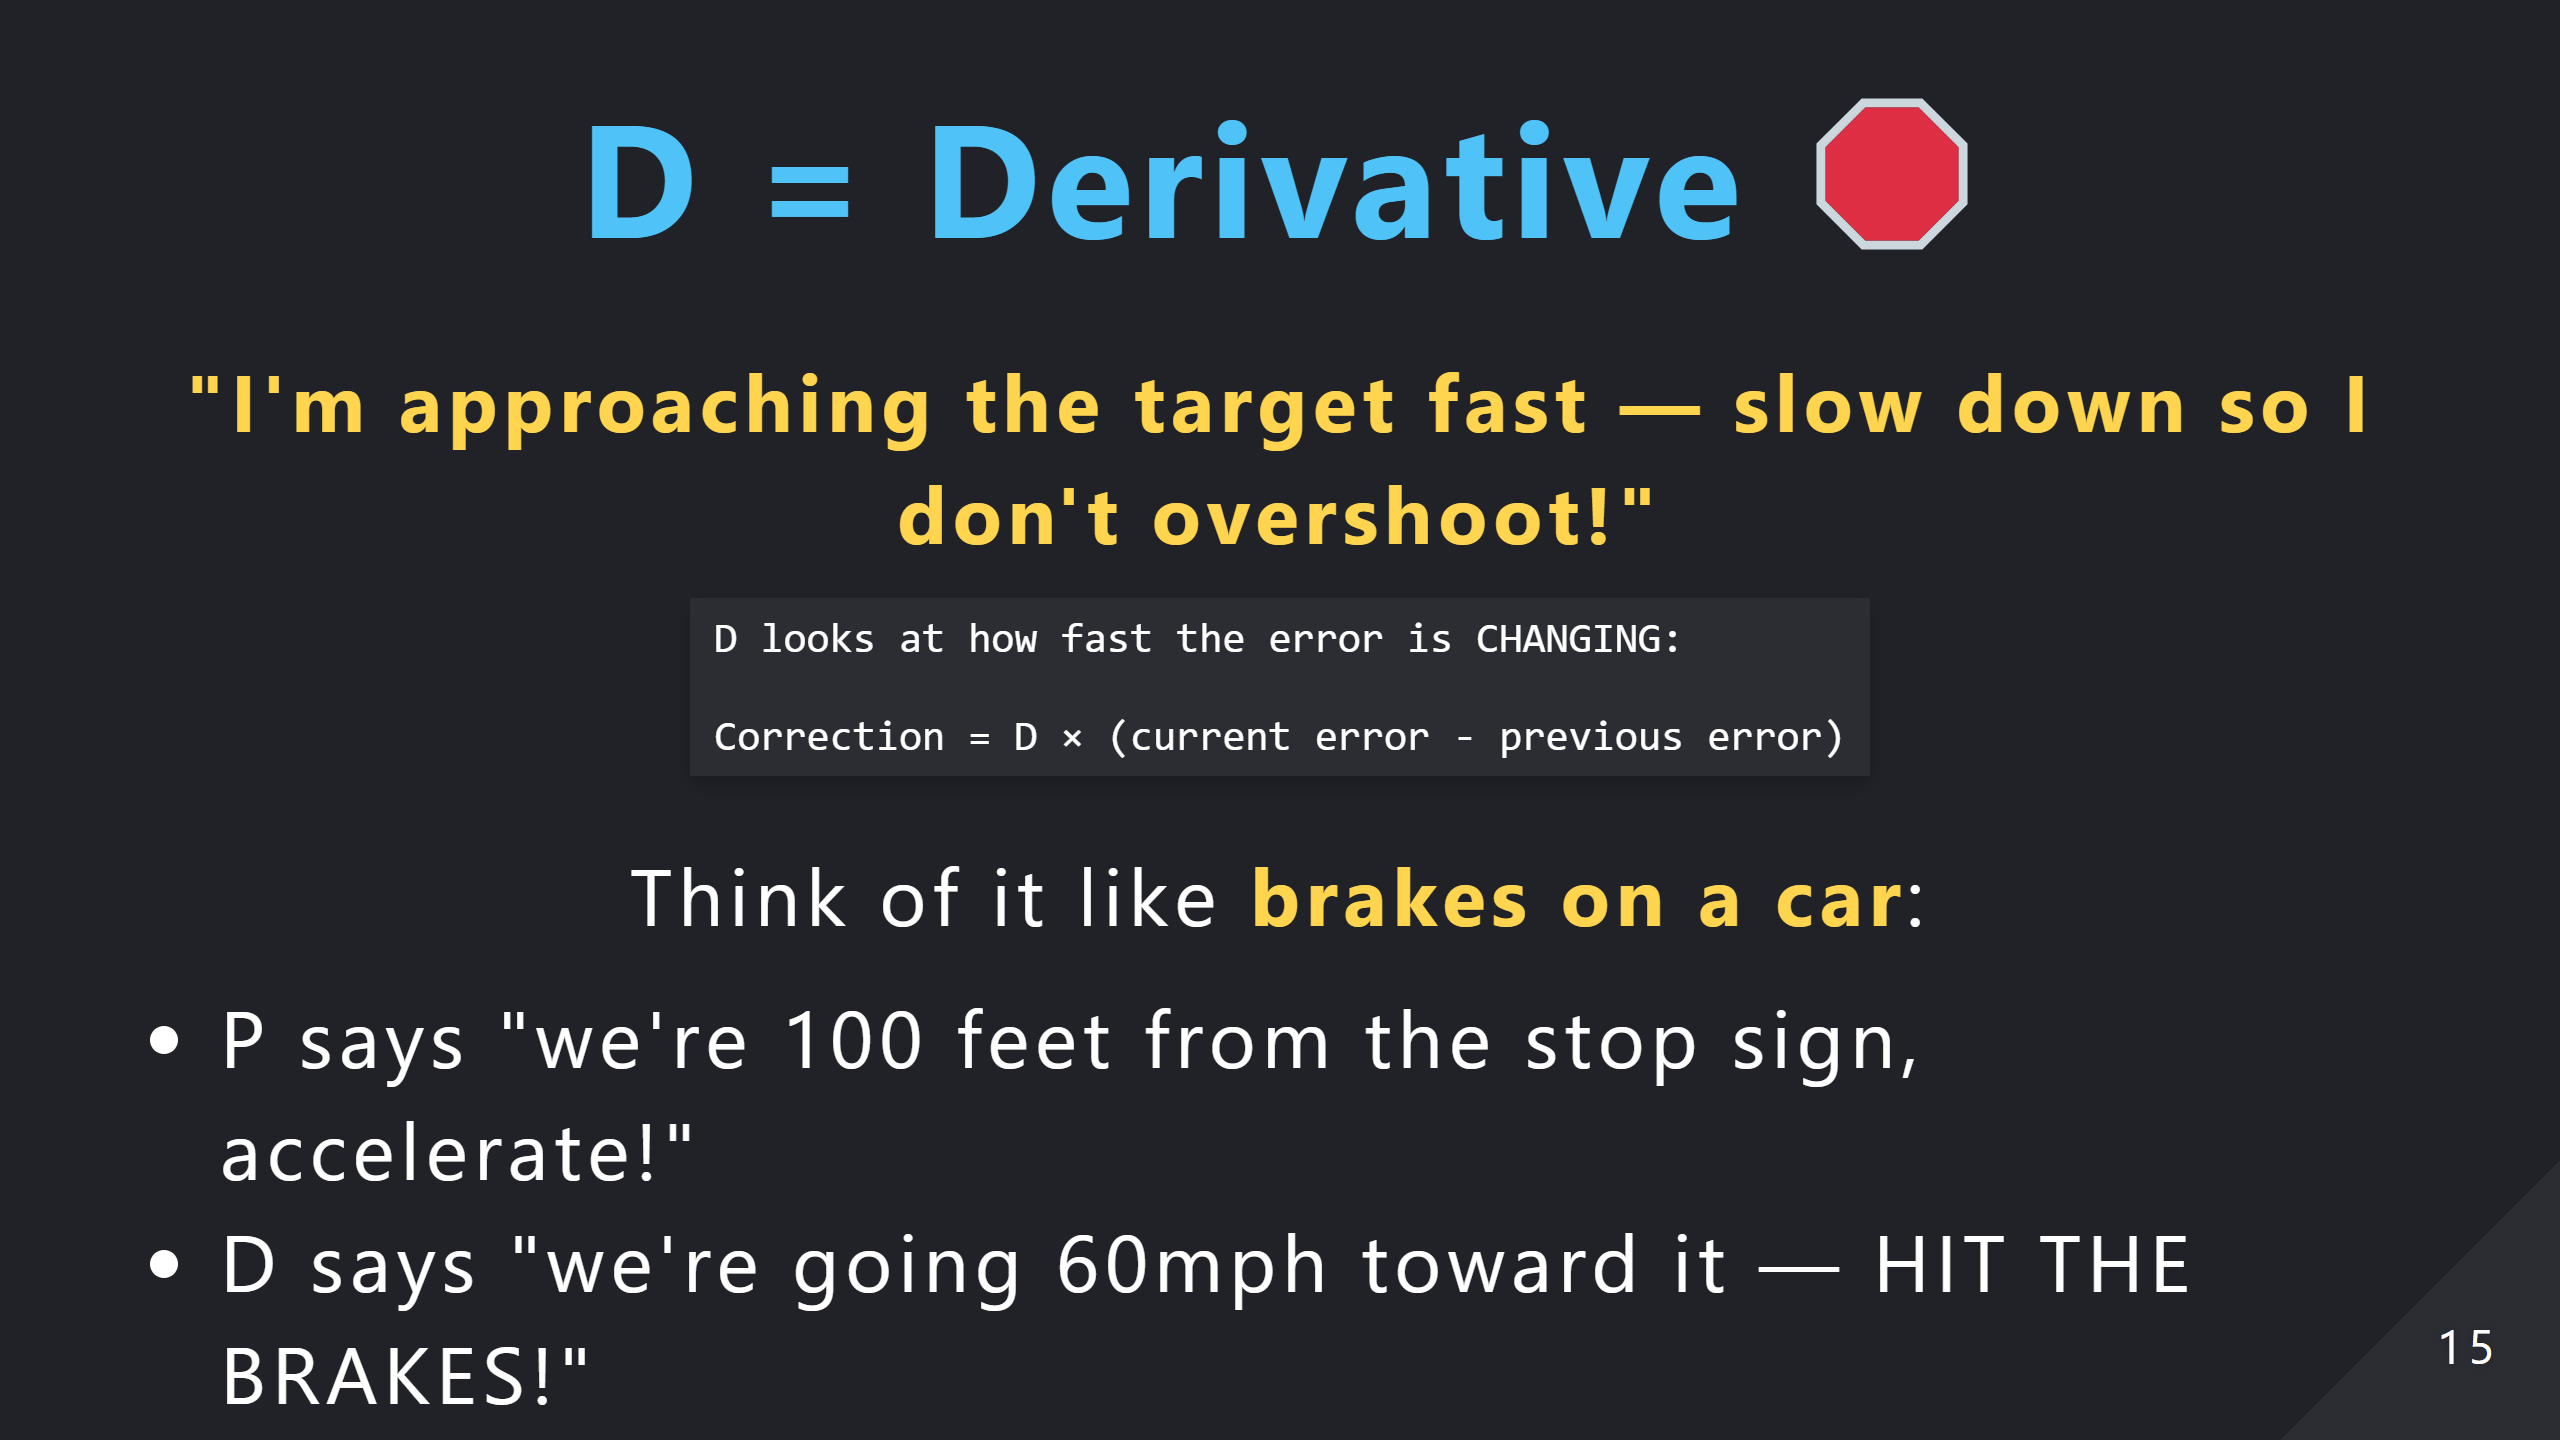 D = Derivative
"I'm approaching the target fast — slow down so I
don't overshoot!"
D looks at how fast the error is CHANGING:
Correction = D × (current error - previous error)
Think of it like brakes on a car:
• P says "we're 100 feet from the stop sign,
accelerate!"
• D says "we're going 60mph toward it — HIT THE
BRAKES!"
15